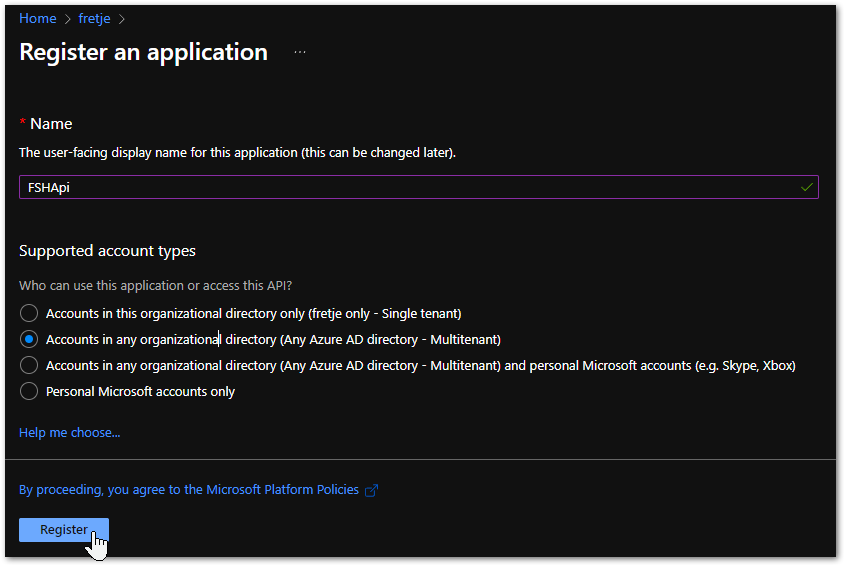 Home > fretje >
Register an application ...
* Name
The user-facing display name for this application (this can be changed later).
FSHApi
Supported account types
Who can use this application or access this API?
Accounts in this organizational directory only (fretje only - Single tenant)
Accounts in any organizational directory (Any Azure AD directory - Multitenant)
Accounts in any organizational directory (Any Azure AD directory - Multitenant) and personal Microsoft accounts (e.g. Skype, Xbox)
Personal Microsoft accounts only
Help me choose...
By proceeding, you agree to the Microsoft Platform Policies
Register